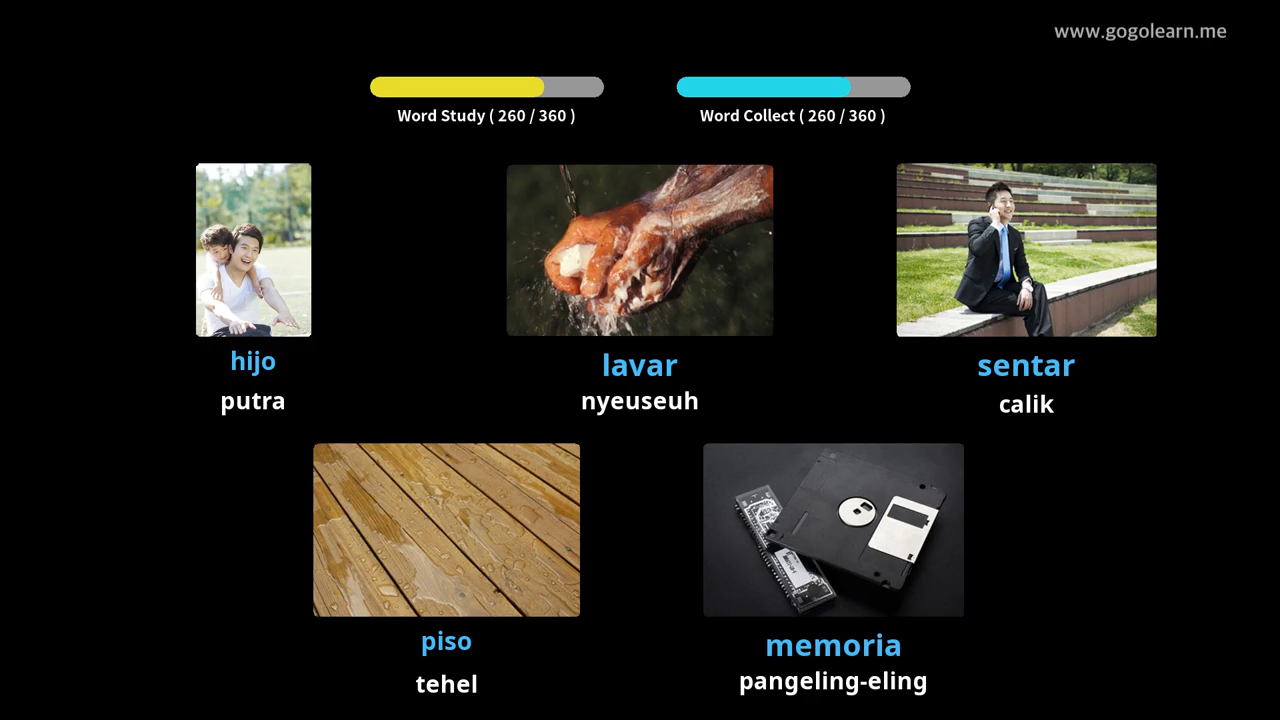 www.gogolearn.me
Word Study ( 260 / 360 )
Word Collect ( 260 / 360 )
hijo
putra
lavar
nyeuseuh
sentar
calik
piso
tehel
memoria
pangeling-eling